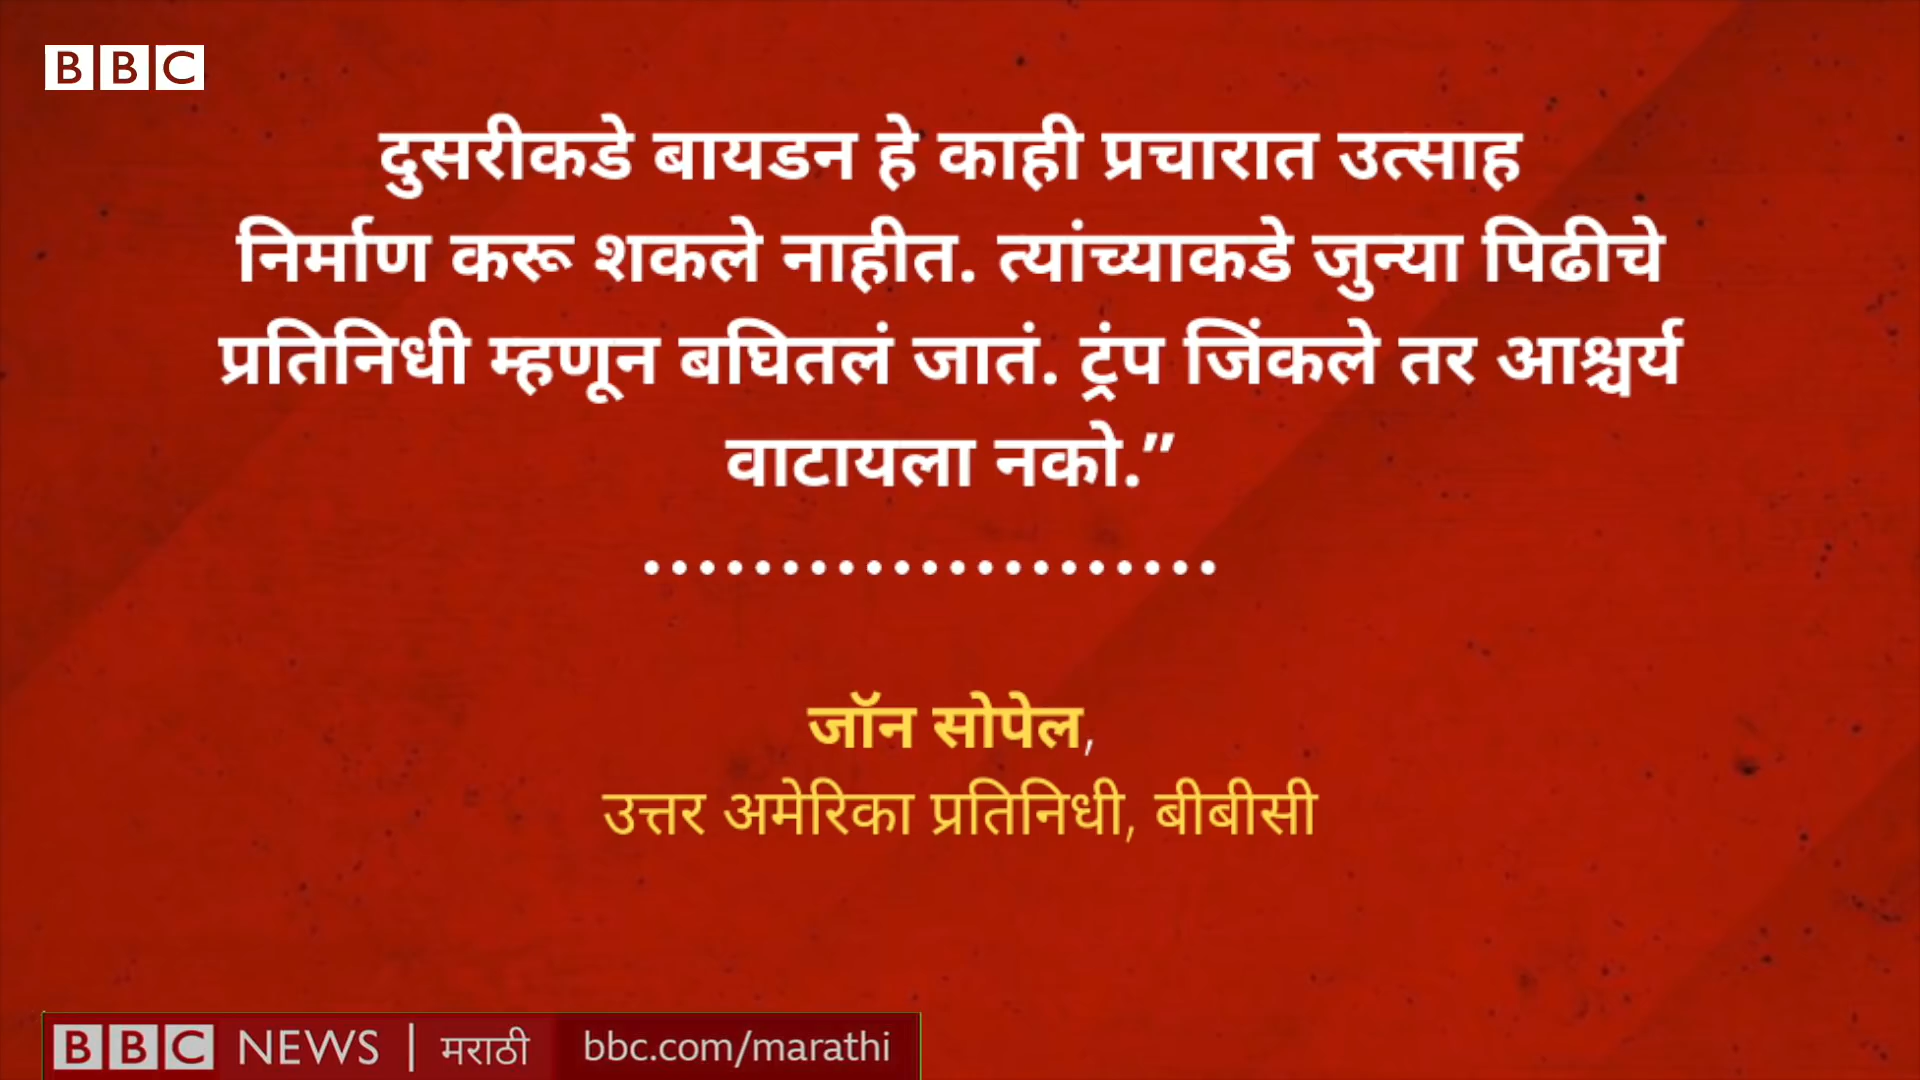 BBC
दुसरीकडे बायडन हे काही प्रचारात उत्साह
निर्माण करू शकले नाहीत. त्यांच्याकडे जुन्या पिढीचे
प्रतिनिधी म्हणून बघितलं जातं. ट्रंप जिंकले तर आश्चर्य
वाटायला नको.”
.....................
जॉन सोपेल,
उत्तर अमेरिका प्रतिनिधी, बीबीसी
BBC NEWS | मराठी bbc.com/marathi